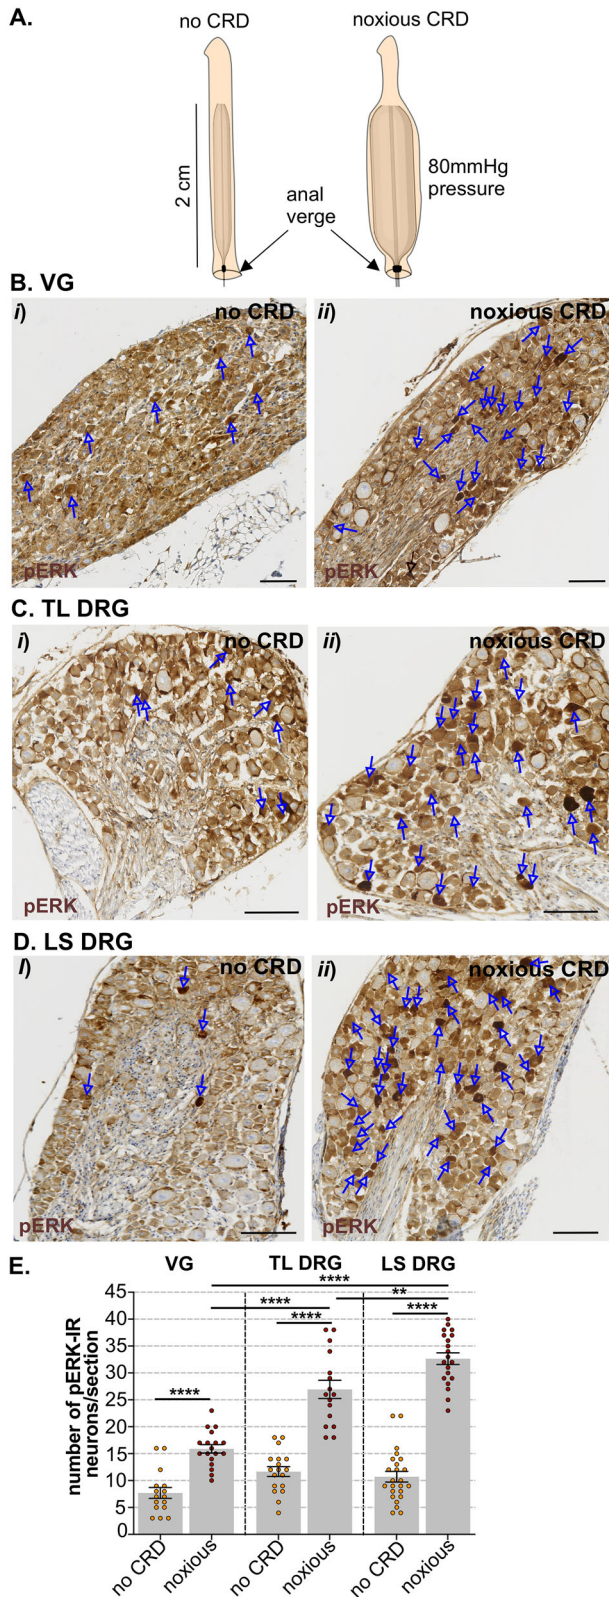 A.
no CRD
noxious CRD
2 cm
anal
verge
80mmHg
pressure
B. VG
i)
no CRD
ii)
noxious CRD
pERK
pERK
C. TL DRG
i)
no CRD
ii)
noxious CRD
pERK
pERK
D. LS DRG
I)
no CRD
ii)
noxious CRD
pERK
pERK
E.
VG
TL DRG
LS DRG
****
**
****
****
****
****
number of pERK-IR
neurons/section
45
40
35
30
25
20
15
10
5
0
no CRD
noxious
no CRD
noxious
no CRD
noxious